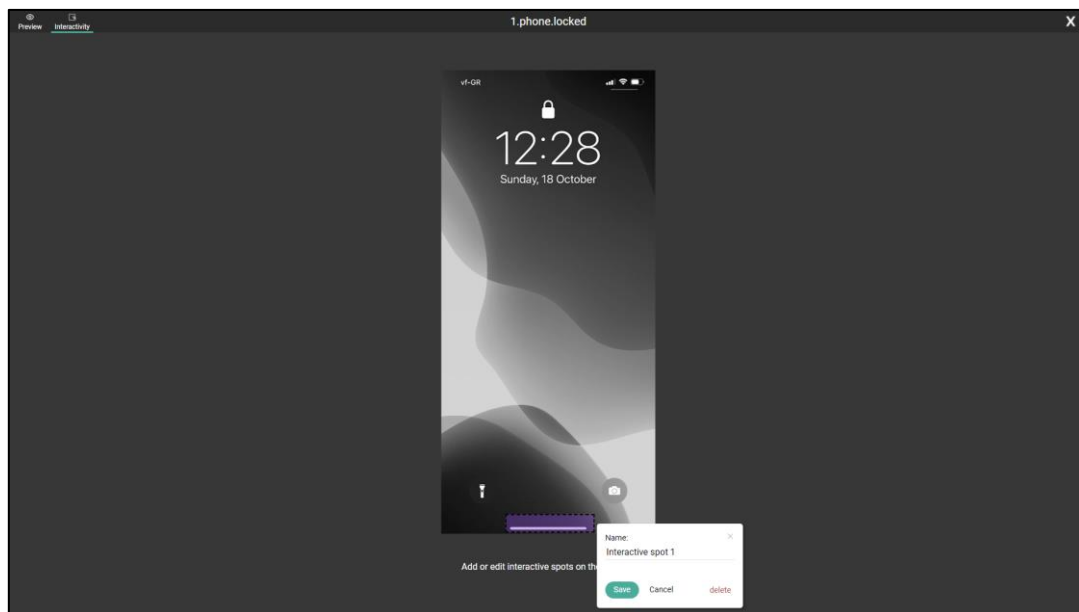 Preview Interactivity
1.phone.locked
X
vf-GR
12:28
Sunday, 18 October
Add or edit interactive spots on the
Name:
Interactive spot 1
Save Cancel delete